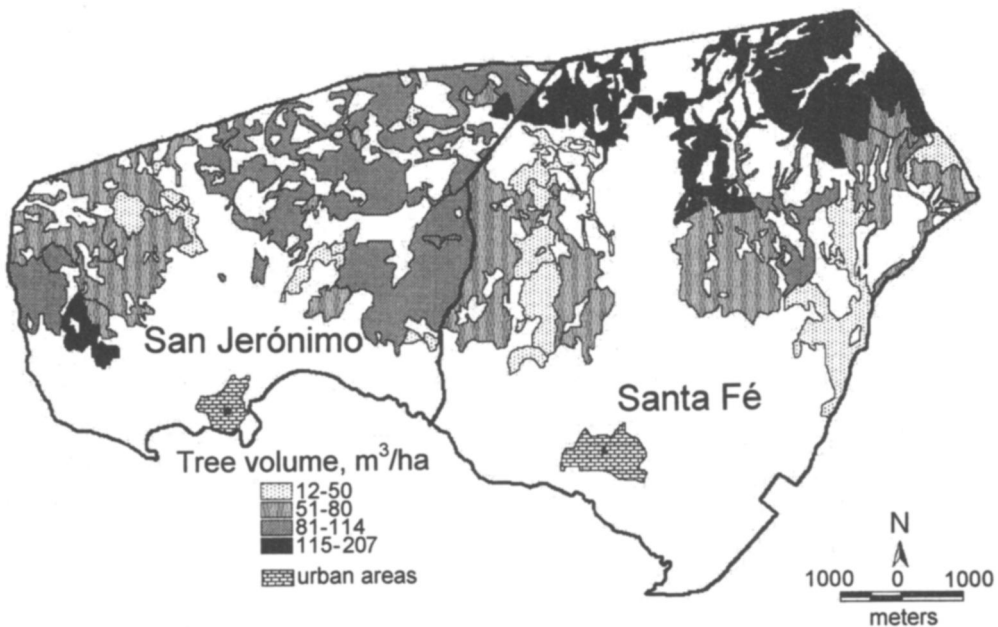 San Jerónimo
Santa Fé
Tree volume, m³/ha
12-50
51-80
81-114
115-207
urban areas
N
1000 0 1000
meters